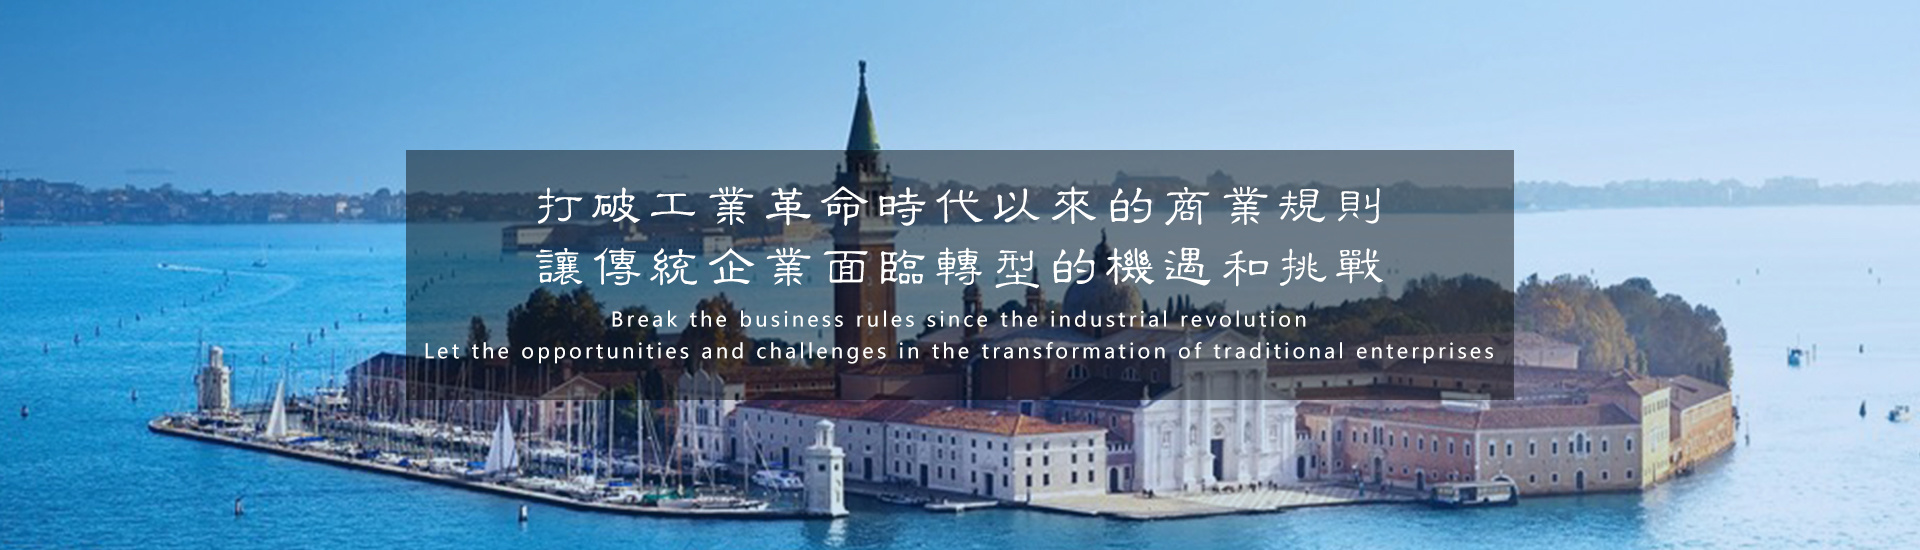 打破工業革命時代以來的商業規則
讓傳統企業面臨轉型的機遇和挑戰
Break the business rules since the industrial revolution
Let the opportunities and challenges in the transformation of traditional enterprises